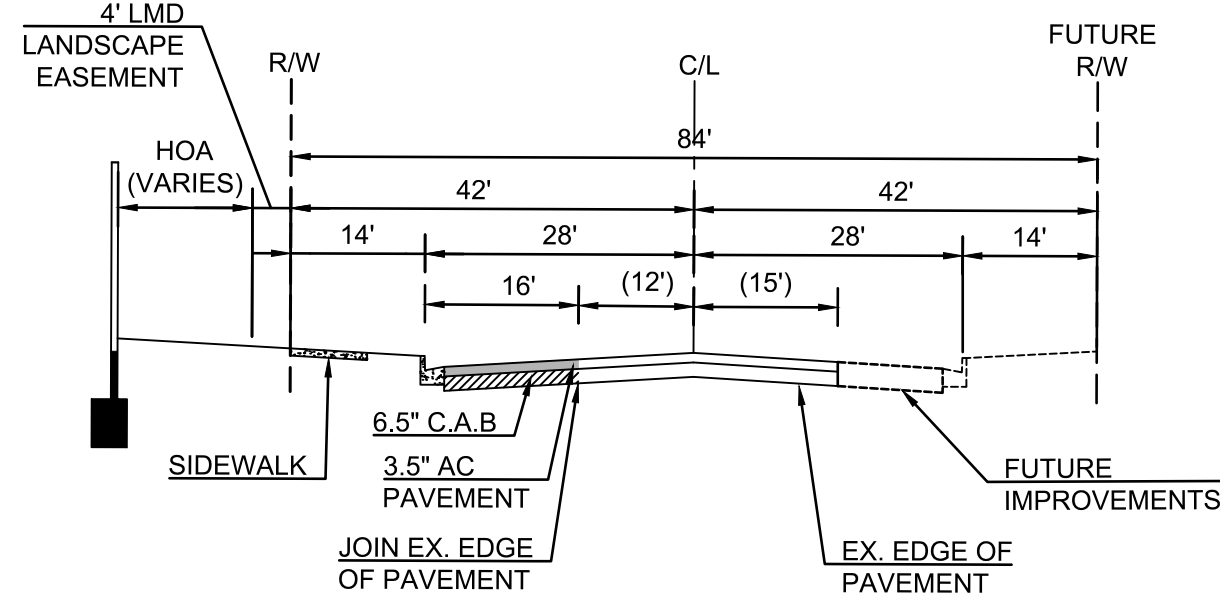 4' LMD
LANDSCAPE
EASEMENT
R/W
C/L
FUTURE
R/W
84'
HOA
(VARIES)
42'
42'
14'
28'
28'
14'
16'
(12')
(15')
6.5" C.A.B
SIDEWALK
3.5" AC
PAVEMENT
FUTURE
IMPROVEMENTS
JOIN EX. EDGE
OF PAVEMENT
EX. EDGE OF
PAVEMENT